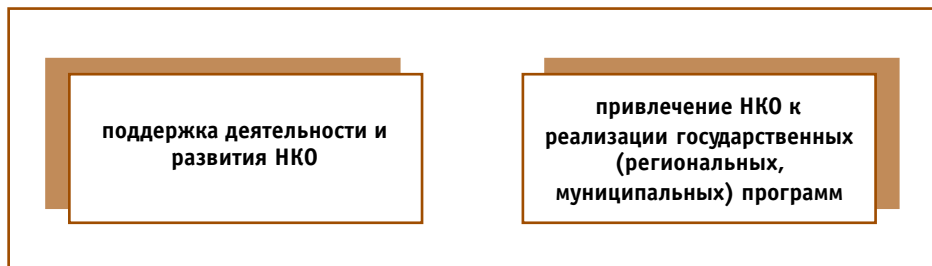 поддержка деятельности и
развития НКО
привлечение НКО к
реализации государственных
(региональных,
муниципальных) программ